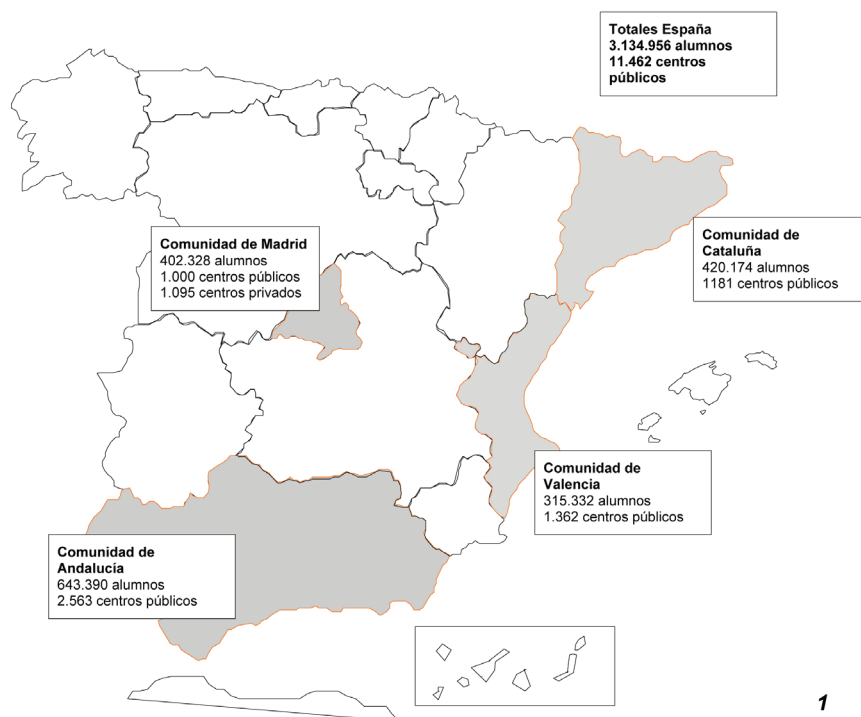 Totales España
3.134.956 alumnos
11.462 centros
públicos
Comunidad de Madrid
402.328 alumnos
1.000 centros públicos
1.095 centros privados
Comunidad de
Cataluña
420.174 alumnos
1181 centros públicos
Comunidad de
Valencia
315.332 alumnos
1.362 centros públicos
Comunidad de
Andalucía
643.390 alumnos
2.563 centros públicos
1